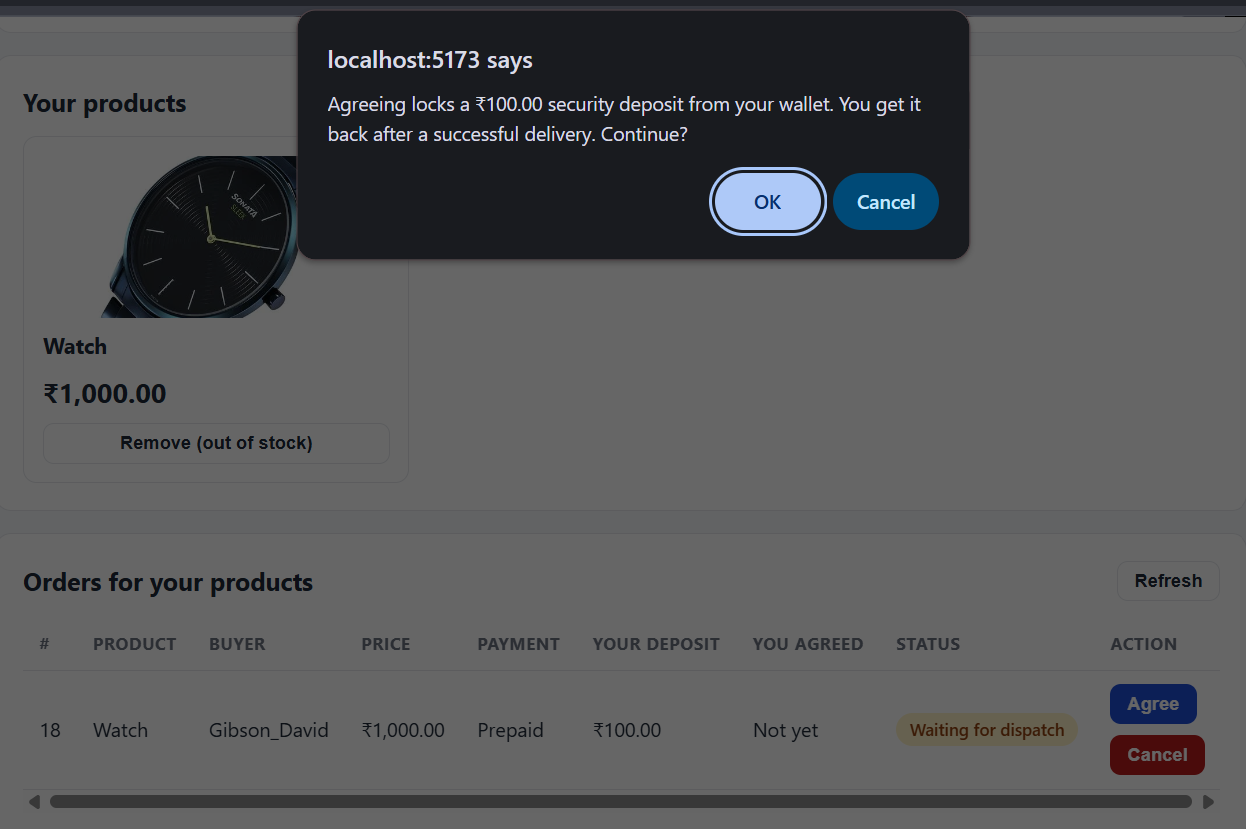 localhost:5173 says
Agreeing locks a ₹100.00 security deposit from your wallet. You get it
back after a successful delivery. Continue?
OK Cancel
Your products
SONATA
SLEEK
Watch
₹1,000.00
Remove (out of stock)
Orders for your products
Refresh
# PRODUCT BUYER PRICE PAYMENT YOUR DEPOSIT YOU AGREED STATUS ACTION
18 Watch Gibson_David ₹1,000.00 Prepaid ₹100.00 Not yet Waiting for dispatch Agree
Cancel